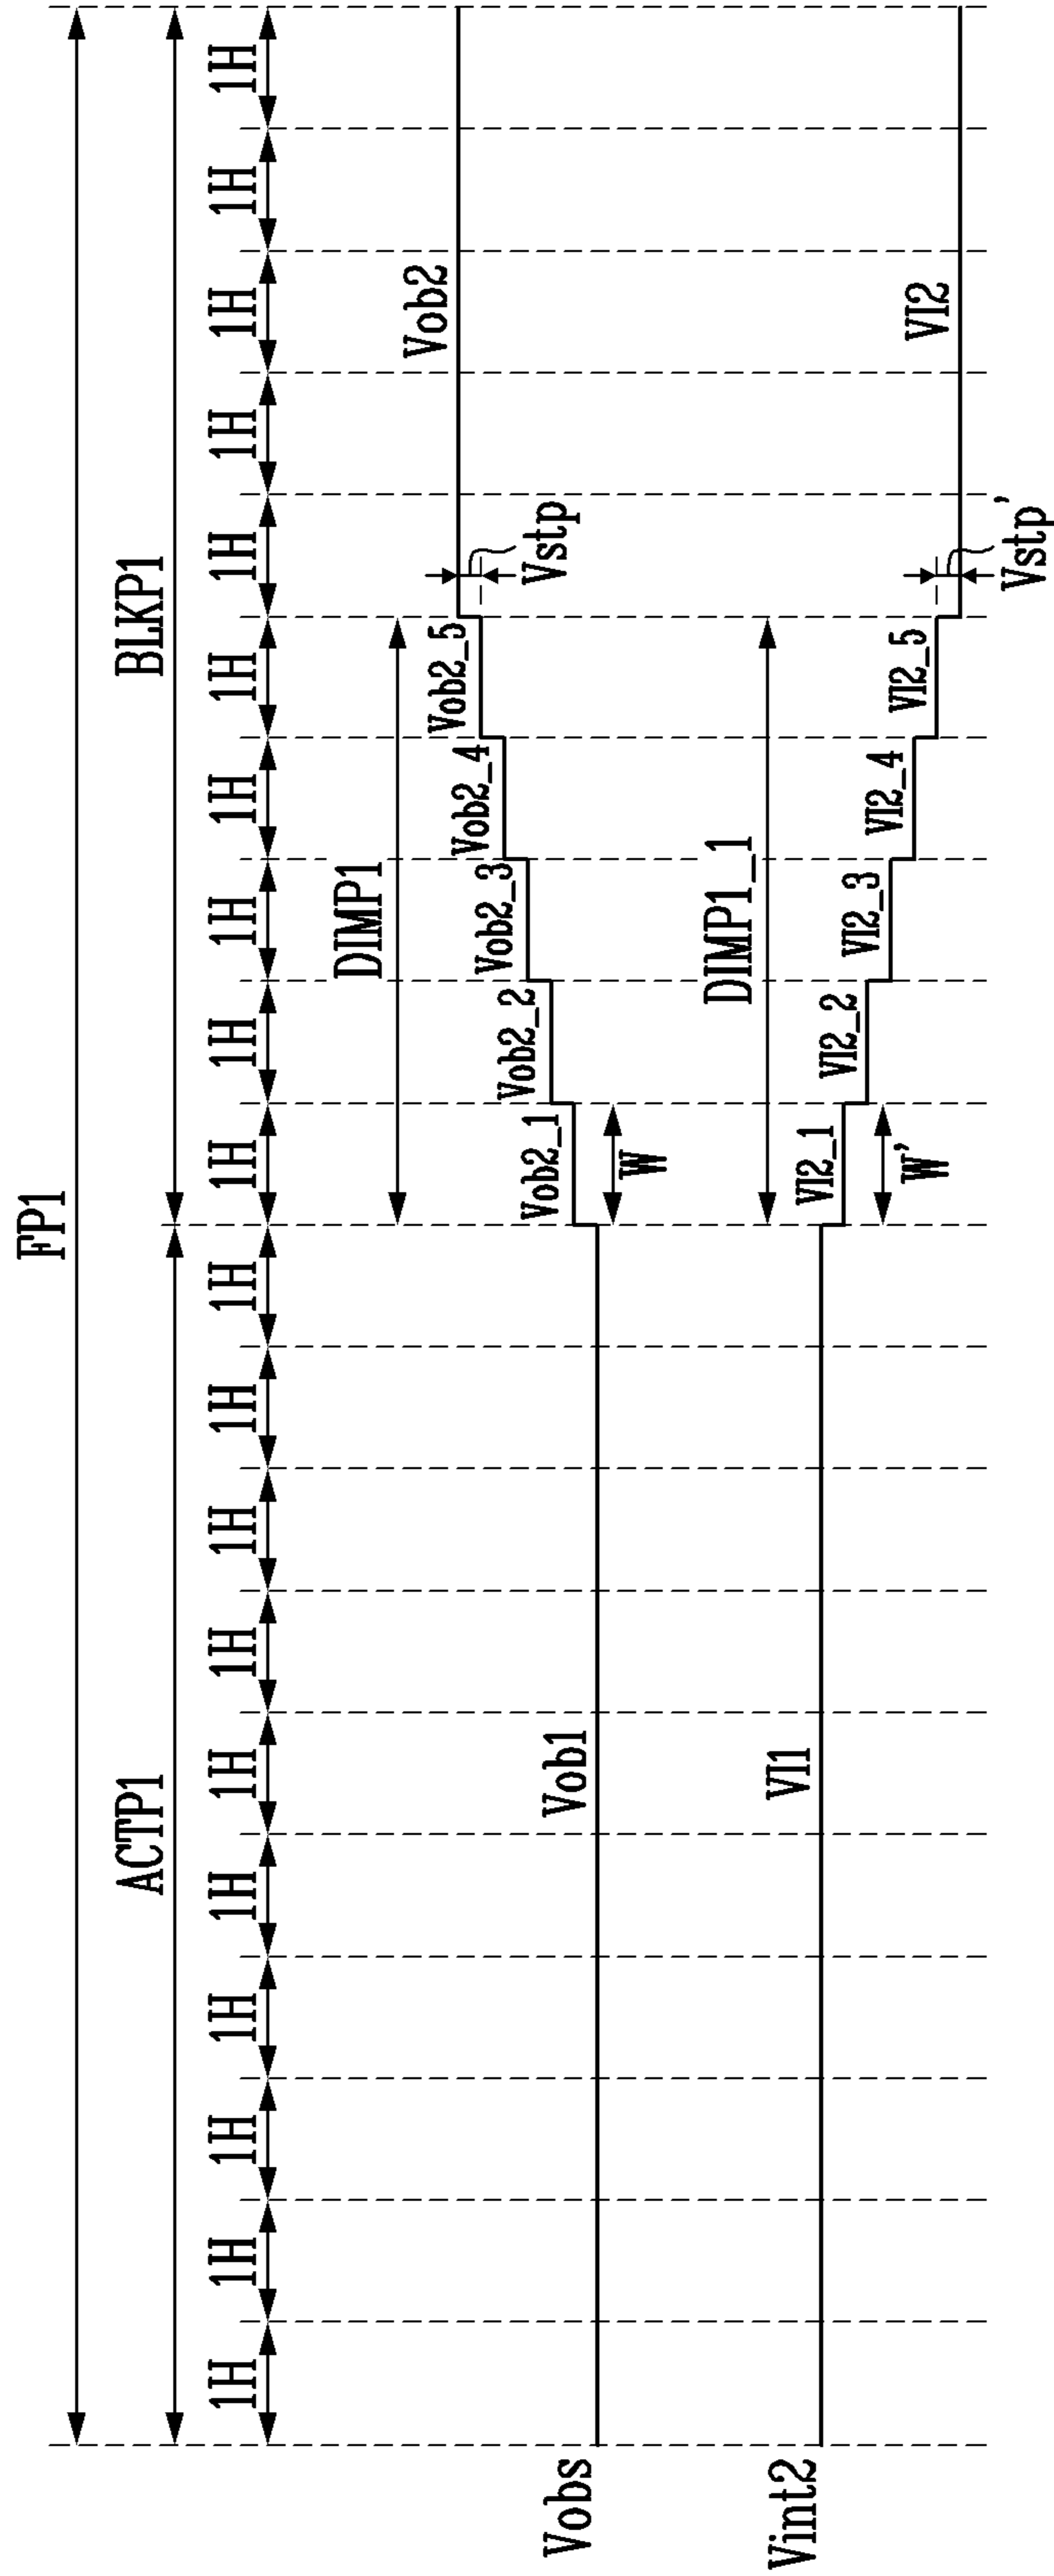 FP1
ACTP1 BLKP1
1H 1H 1H 1H 1H 1H 1H 1H 1H 1H 1H 1H 1H 1H 1H 1H 1H 1H 1H 1H
DIMP1
Vob2
Vob2_5
Vob2_4
Vob2_3
Vob2_2
Vob2_1
Vstp
Vobs Vob1
W
DIMP1_1
Vint2 VI1
VI2_1
VI2_2
VI2_3
VI2_4
VI2_5
VI2
W'
Vstp'